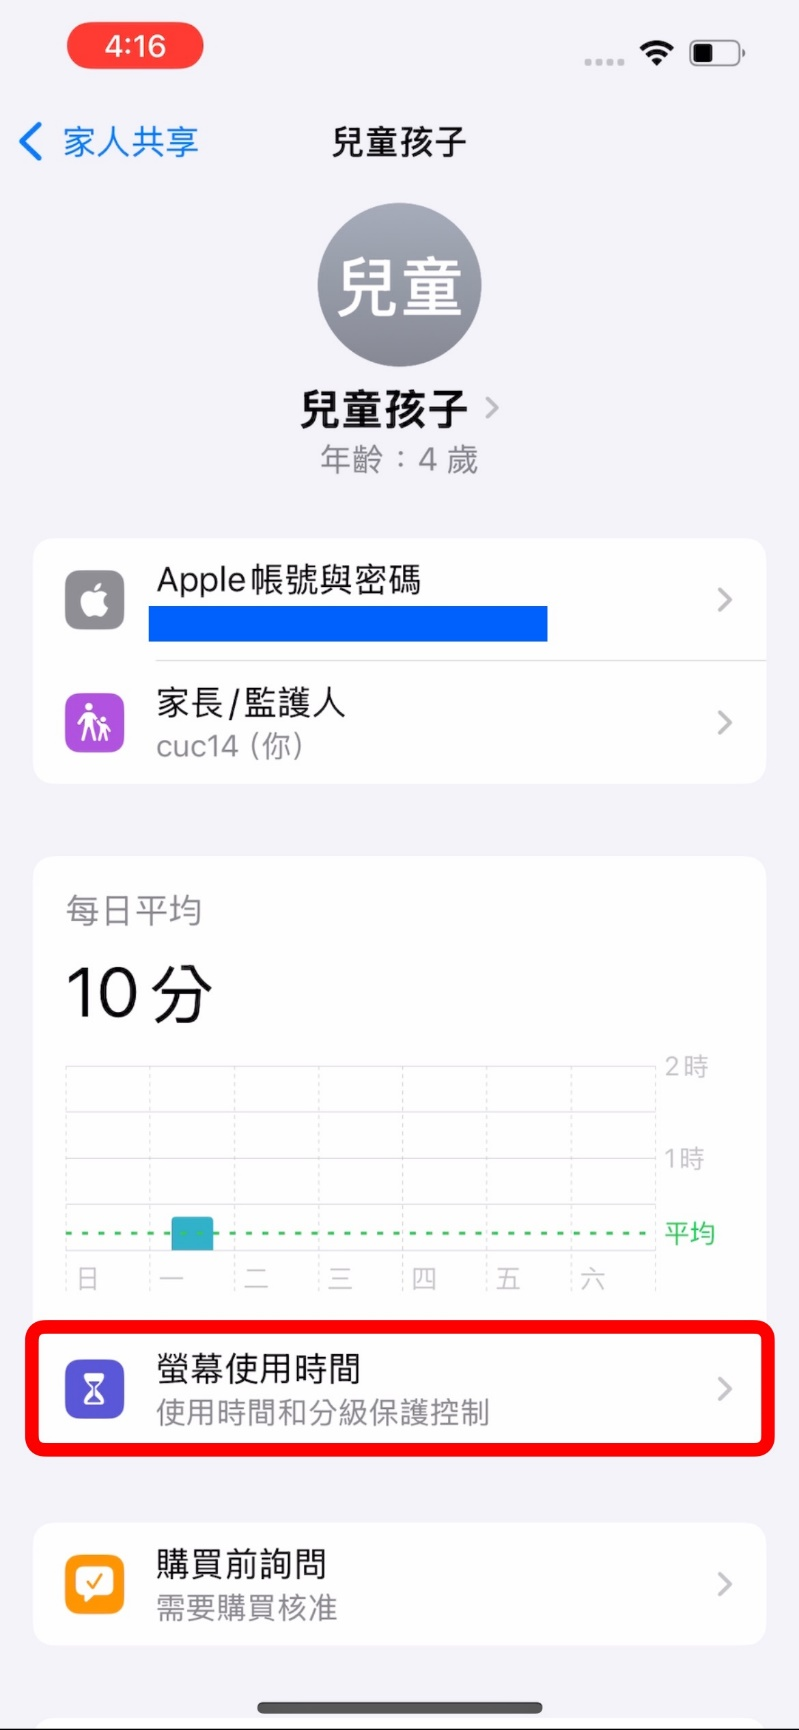 4:16
家人共享
兒童孩子
兒童
兒童孩子
年齡：4 歲
Apple帳號與密碼
家長/監護人
cuc14（你）
每日平均
10分
2時
1時
平均
日 一 二 三 四 五 六
螢幕使用時間
使用時間和分級保護控制
購買前詢問
需要購買核准